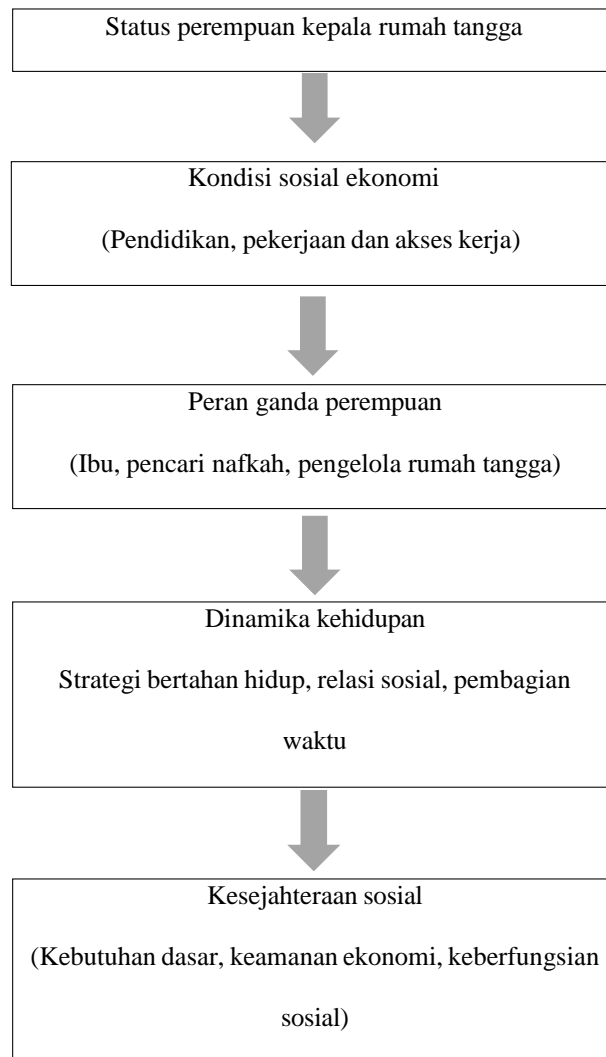 Status perempuan kepala rumah tangga
Kondisi sosial ekonomi
(Pendidikan, pekerjaan dan akses kerja)
Peran ganda perempuan
(Ibu, pencari nafkah, pengelola rumah tangga)
Dinamika kehidupan
Strategi bertahan hidup, relasi sosial, pembagian
waktu
Kesejahteraan sosial
(Kebutuhan dasar, keamanan ekonomi, keberfungsian
sosial)